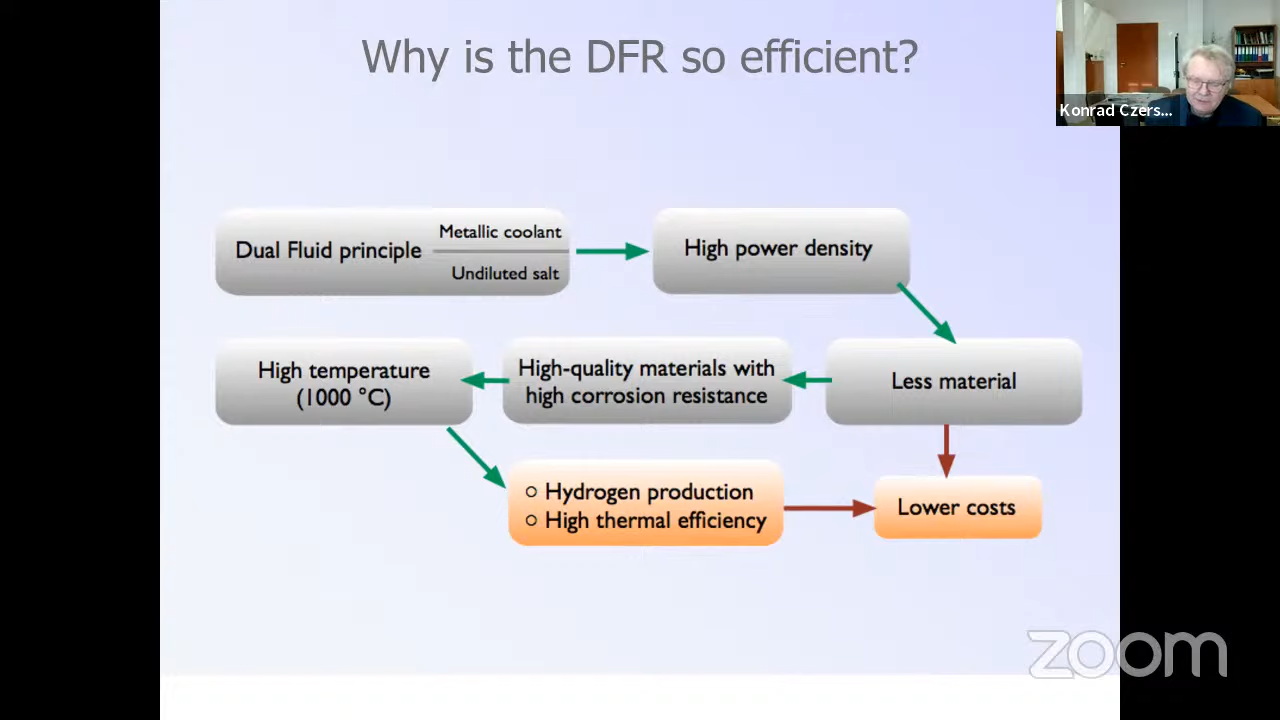 Why is the DFR so efficient?
Konrad Czers...
Dual Fluid principle
Metallic coolant
Undiluted salt
High power density
High temperature
(1000 °C)
High-quality materials with
high corrosion resistance
Less material
○ Hydrogen production
○ High thermal efficiency
Lower costs
zoom